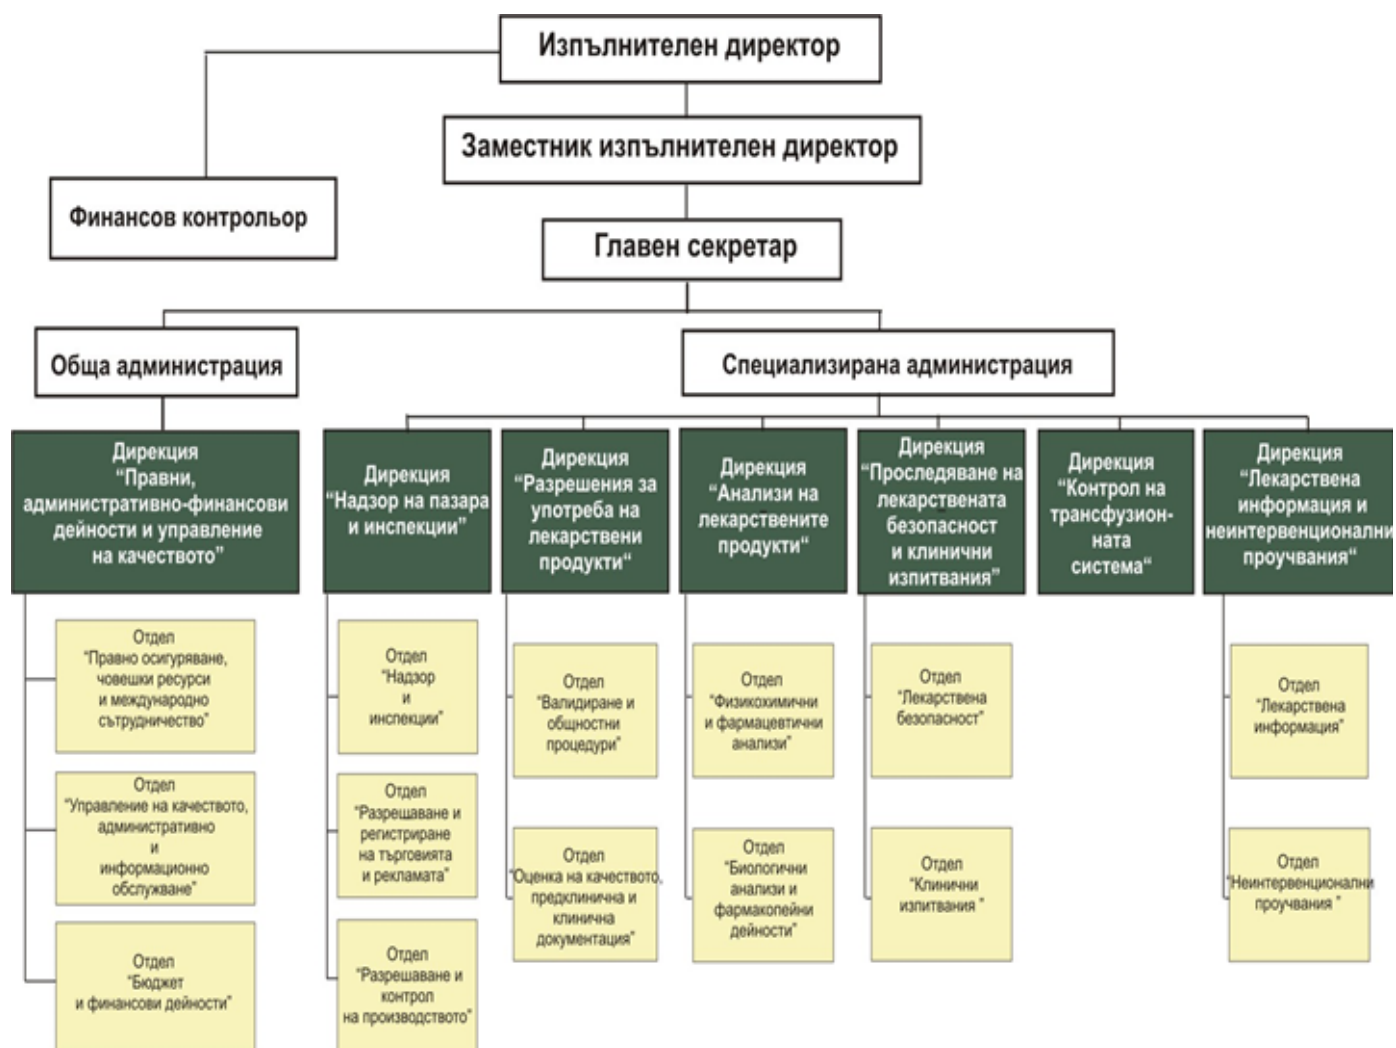 Изпълнителен директор
Заместник изпълнителен директор
Финансов контрольор
Главен секретар
Обща администрация
Специализирана администрация
Дирекция
“Правни,
административно-финансови
дейности и управление
на качеството”
Дирекция
“Надзор на пазара
и инспекции”
Дирекция
“Разрешения за
употреба на
лекарствени
продукти“
Дирекция
“Анализи на
лекарствените
продукти“
Дирекция
“Проследяване на
лекарствената
безопасност
и клинични
изпитвания”
Дирекция
“Контрол на
трансфузион-
ната
система“
Дирекция
“Лекарствена
информация и
неинтервенционални
проучвания“
Отдел
“Правно осигуряване,
човешки ресурси
и международно
сътрудничество”
Отдел
“Управление на качеството,
административно
и
информационно
обслужване”
Отдел
“Бюджет
и финансови дейности”
Отдел
“Надзор
и
инспекции”
Отдел
“Разрешаване и
регистриране
на търговията
и рекламата”
Отдел
“Разрешаване и
контрол
на производството”
Отдел
“Валидиране и
общностни
процедури”
Отдел
“Оценка на качеството,
предклинична и
клинична
документация”
Отдел
“Физикохимични
и фармацевтични
анализи”
Отдел
“Биологични
анализи и
фармакопейни
дейности”
Отдел
“Лекарствена
безопасност”
Отдел
“Клинични
изпитвания ”
Отдел
“Лекарствена
информация”
Отдел
“Неинтервенционални
проучвания ”